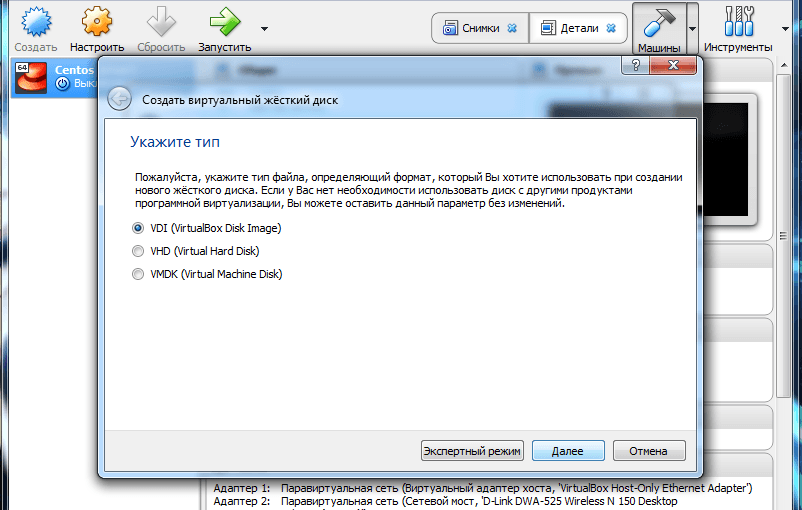 Создать
Настроить
Сбросить
Запустить
Снимки
Детали
Машины
Инструменты
64
Centos
Создать виртуальный жёсткий диск
Укажите тип
Пожалуйста, укажите тип файла, определяющий формат, который Вы хотите использовать при создании
нового жёсткого диска. Если у Вас нет необходимости использовать диск с другими продуктами
программной виртуализации, Вы можете оставить данный параметр без изменений.
VDI (VirtualBox Disk Image)
VHD (Virtual Hard Disk)
VMDK (Virtual Machine Disk)
Экспертный режим
Далее
Отмена
Адаптер 1: Паравиртуальная сеть (Виртуальный адаптер хоста, 'VirtualBox Host-Only Ethernet Adapter')
Адаптер 2: Паравиртуальная сеть (Сетевой мост, 'D-Link DWA-525 Wireless N 150 Desktop